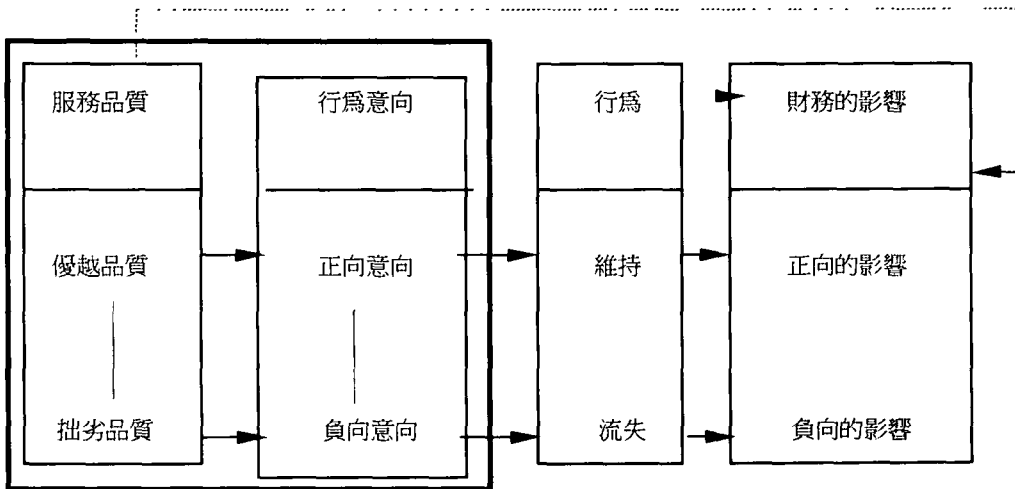 服務品質
行爲意向
行爲
財務的影響
優越品質
正向意向
維持
正向的影響
拙劣品質
負向意向
流失
負向的影響